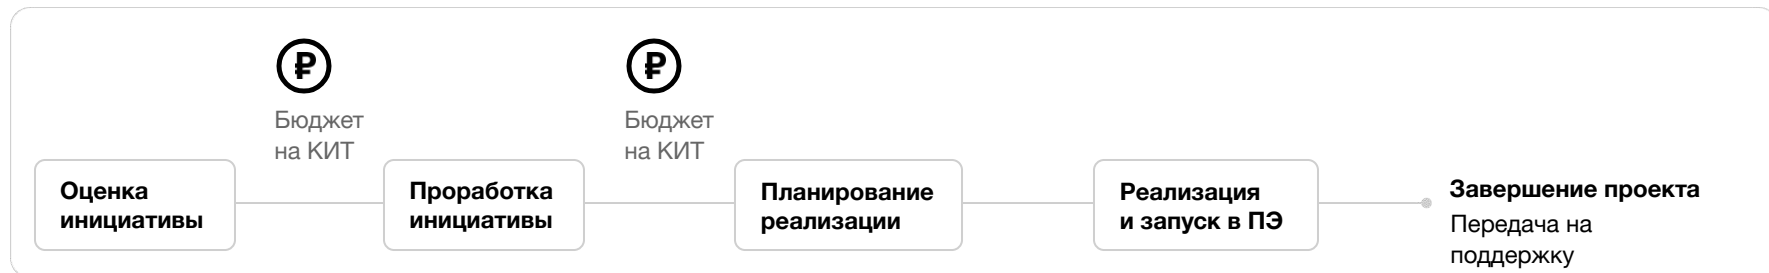 ₽
Бюджет
на КИТ
₽
Бюджет
на КИТ
Оценка
инициативы
Проработка
инициативы
Планирование
реализации
Реализация
и запуск в ПЭ
Завершение проекта
Передача на
поддержку